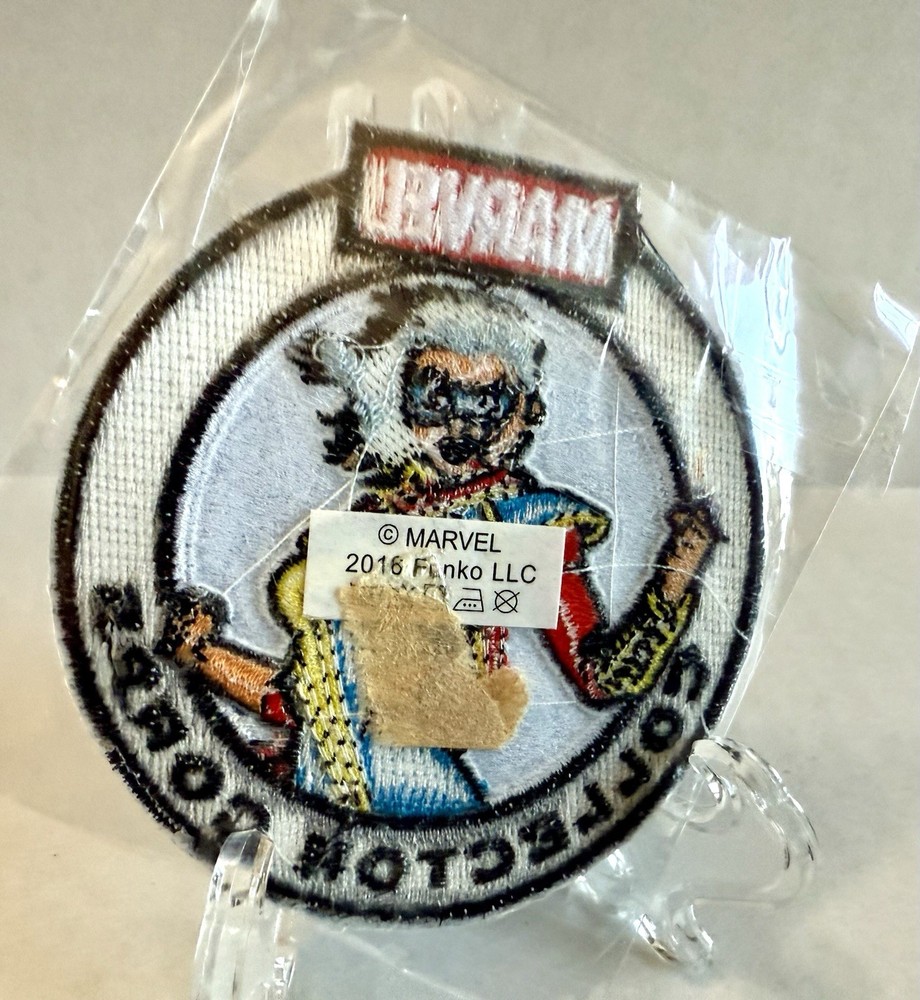 MARVEL
© MARVEL
2016 Funko LLC
COLLECTOR CORPS